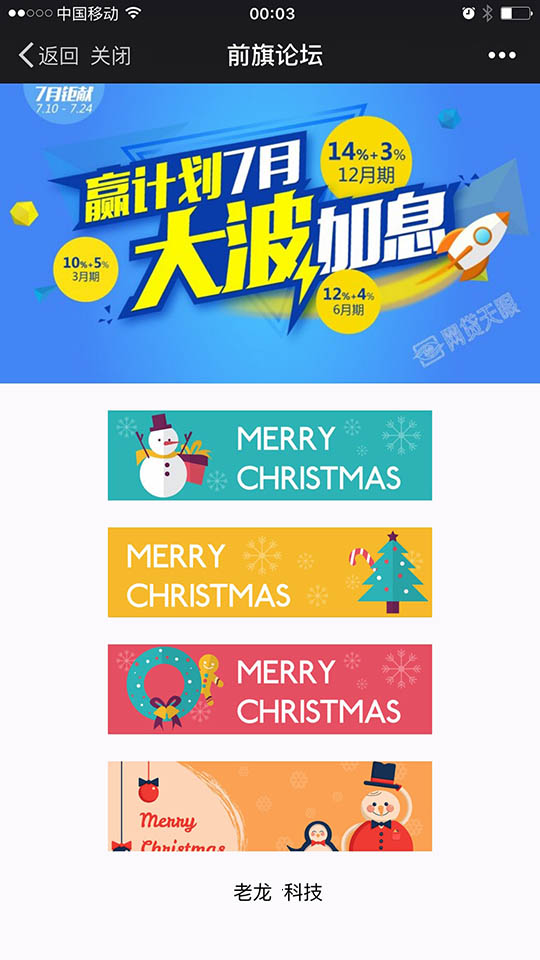 中国移动
00:03
返回 关闭
前旗论坛
7月钜献
7.10 - 7.24
赢计划7月
大波加息
14%+3%
12月期
10%+5%
3月期
12%+4%
6月期
网贷天眼
MERRY
CHRISTMAS
MERRY
CHRISTMAS
MERRY
CHRISTMAS
Merry
Christmas
老龙 科技